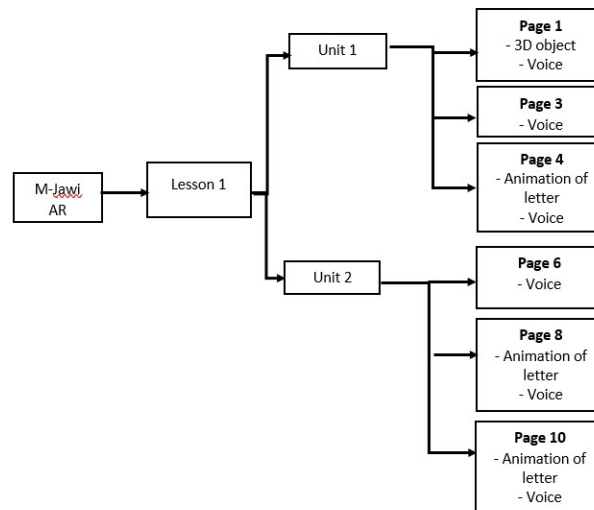 M-Jawi
AR
Lesson 1
Unit 1
Page 1
- 3D object
- Voice
Page 3
- Voice
Page 4
- Animation of
letter
- Voice
Unit 2
Page 6
- Voice
Page 8
- Animation of
letter
- Voice
Page 10
- Animation of
letter
- Voice